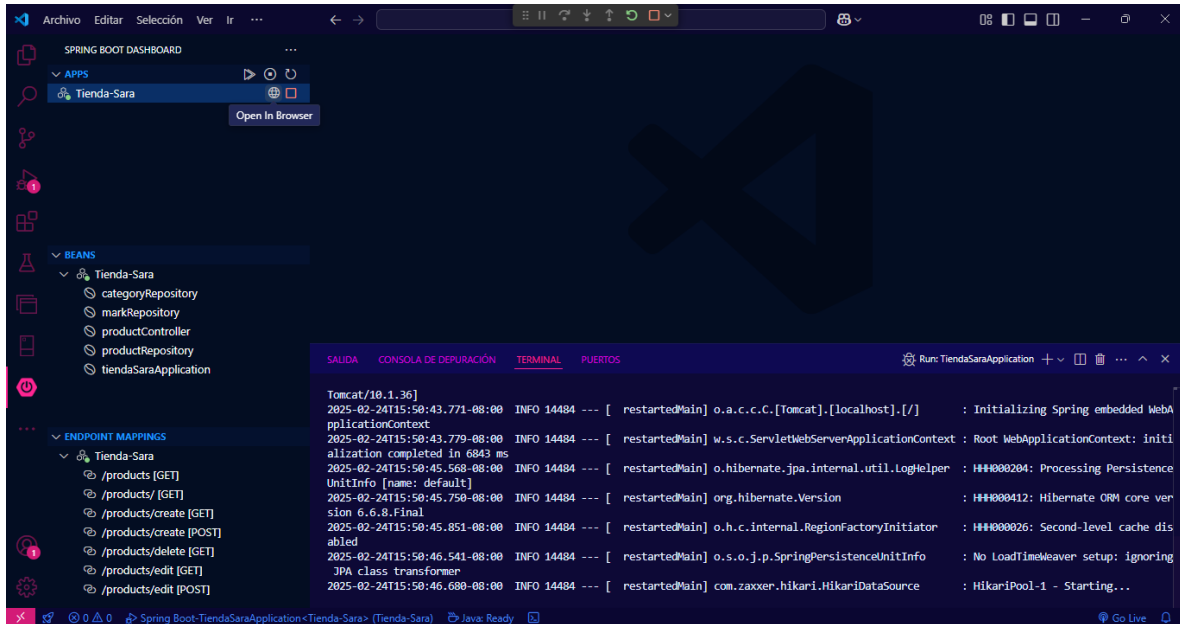 Archivo Editar Selección Ver Ir ···
SPRING BOOT DASHBOARD ···
APPS
Tienda-Sara
Open In Browser
1
BEANS
Tienda-Sara
categoryRepository
markRepository
productController
productRepository
tiendaSaraApplication
ENDPOINT MAPPINGS
Tienda-Sara
/products [GET]
/products/ [GET]
/products/create [GET]
/products/create [POST]
/products/delete [GET]
/products/edit [GET]
/products/edit [POST]
1
SALIDA CONSOLA DE DEPURACIÓN TERMINAL PUERTOS Run: TiendaSaraApplication
Tomcat/10.1.36]
2025-02-24T15:50:43.771-08:00 INFO 14484 --- [ restartedMain] o.a.c.c.C.[Tomcat].[localhost].[/] : Initializing Spring embedded WebA
pplicationContext
2025-02-24T15:50:43.779-08:00 INFO 14484 --- [ restartedMain] w.s.c.ServletWebServerApplicationContext : Root WebApplicationContext: initi
alization completed in 6843 ms
2025-02-24T15:50:45.568-08:00 INFO 14484 --- [ restartedMain] o.hibernate.jpa.internal.util.LogHelper : HHH000204: Processing Persistence
UnitInfo [name: default]
2025-02-24T15:50:45.750-08:00 INFO 14484 --- [ restartedMain] org.hibernate.Version : HHH000412: Hibernate ORM core ver
sion 6.6.8.Final
2025-02-24T15:50:45.851-08:00 INFO 14484 --- [ restartedMain] o.h.c.internal.RegionFactoryInitiator : HHH000026: Second-level cache dis
abled
2025-02-24T15:50:46.541-08:00 INFO 14484 --- [ restartedMain] o.s.o.j.p.SpringPersistenceUnitInfo : No LoadTimeWeaver setup: ignoring
JPA class transformer
2025-02-24T15:50:46.680-08:00 INFO 14484 --- [ restartedMain] com.zaxxer.hikari.HikariDataSource : HikariPool-1 - Starting...
0 0 Spring Boot-TiendaSaraApplication<Tienda-Sara> (Tienda-Sara) Java: Ready Go Live